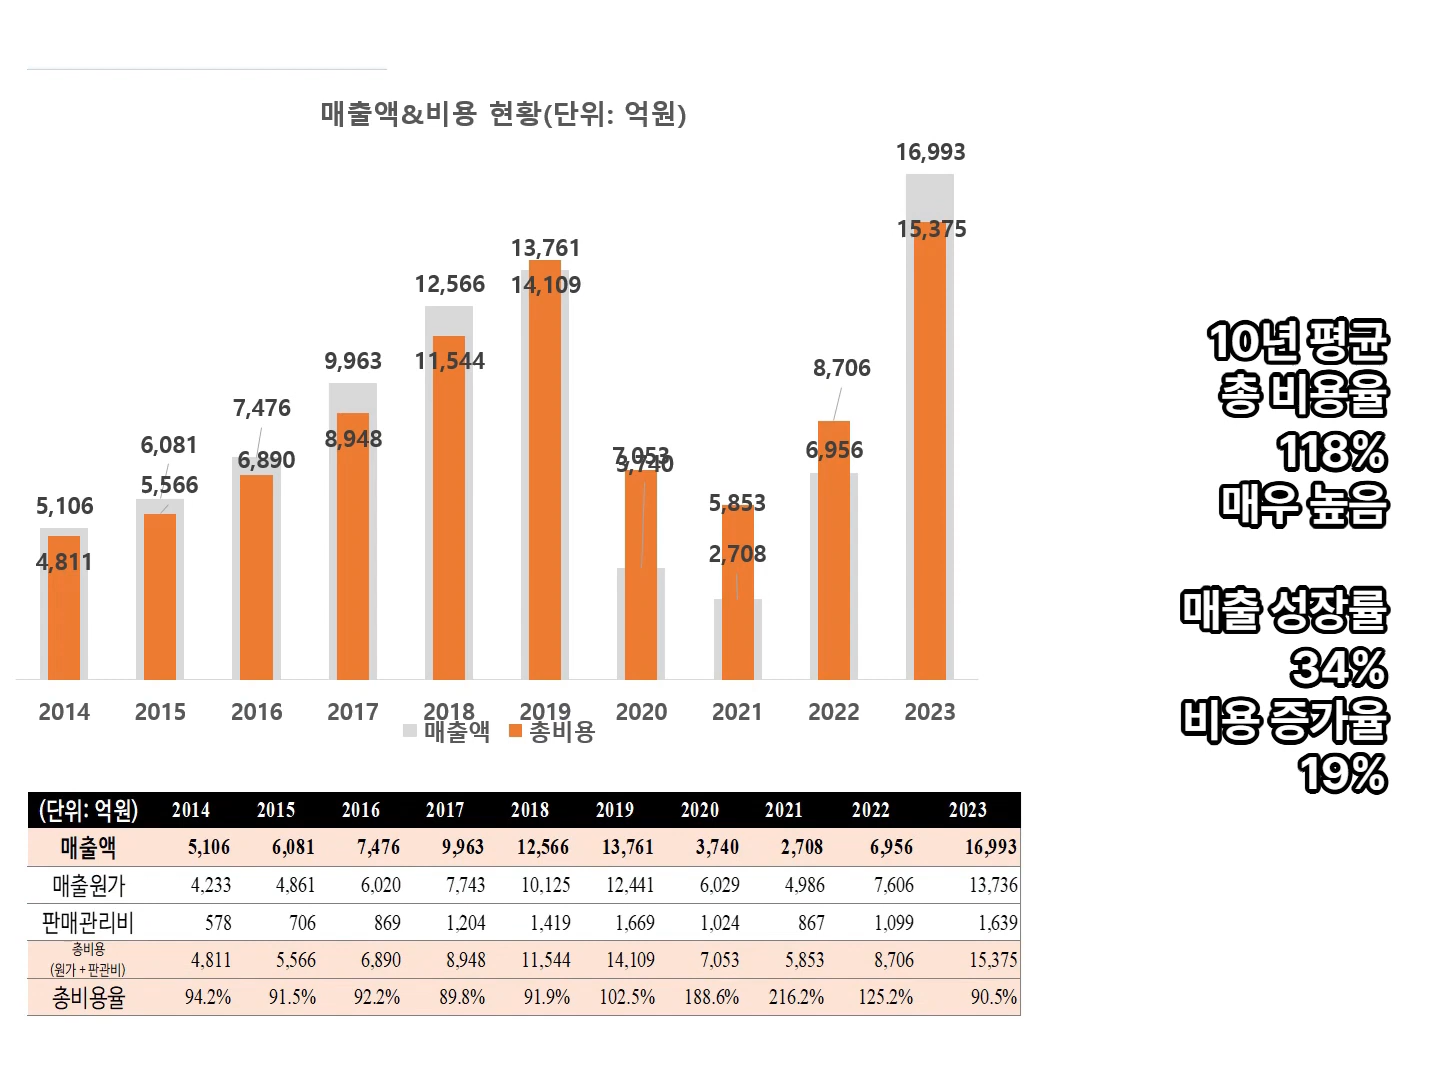 매출액&비용 현황(단위: 억원)
16,993
15,375
13,761
14,109
12,566
11,544
9,963
8,948
8,706
6,956
7,476
6,890
6,081
5,566
7,053
3,740
5,106
4,811
5,853
2,708
2014 2015 2016 2017 2018 2019 2020 2021 2022 2023
매출액 총비용
10년 평균
총 비용율
118%
매우 높음
매출 성장률
34%
비용 증가율
19%
(단위: 억원) 2014 2015 2016 2017 2018 2019 2020 2021 2022 2023
매출액 5,106 6,081 7,476 9,963 12,566 13,761 3,740 2,708 6,956 16,993
매출원가 4,233 4,861 6,020 7,743 10,125 12,441 6,029 4,986 7,606 13,736
판매관리비 578 706 869 1,204 1,419 1,669 1,024 867 1,099 1,639
총비용
(원가 + 판관비) 4,811 5,566 6,890 8,948 11,544 14,109 7,053 5,853 8,706 15,375
총비용율 94.2% 91.5% 92.2% 89.8% 91.9% 102.5% 188.6% 216.2% 125.2% 90.5%